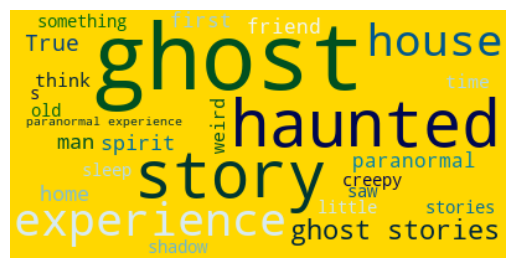 something
first
friend
True
ghost
house
think
time
s
old
haunted
paranormal experience
weird
man
spirit
paranormal
sleep
story
creepy
saw
home
little
stories
experience
ghost stories
shadow